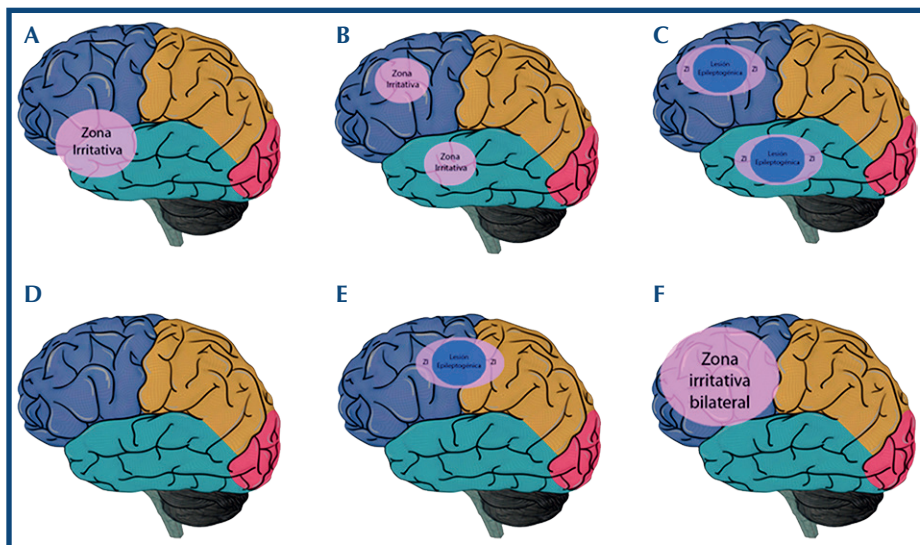 A
Zona
Irritativa
B
Zona
Irritativa
Zona
Irritativa
C
ZI
Lesión
Epileptogénica
ZI
ZI
Lesión
Epileptogénica
ZI
D
E
ZI
Lesión
Epileptogénica
ZI
F
Zona
irritativa
bilateral